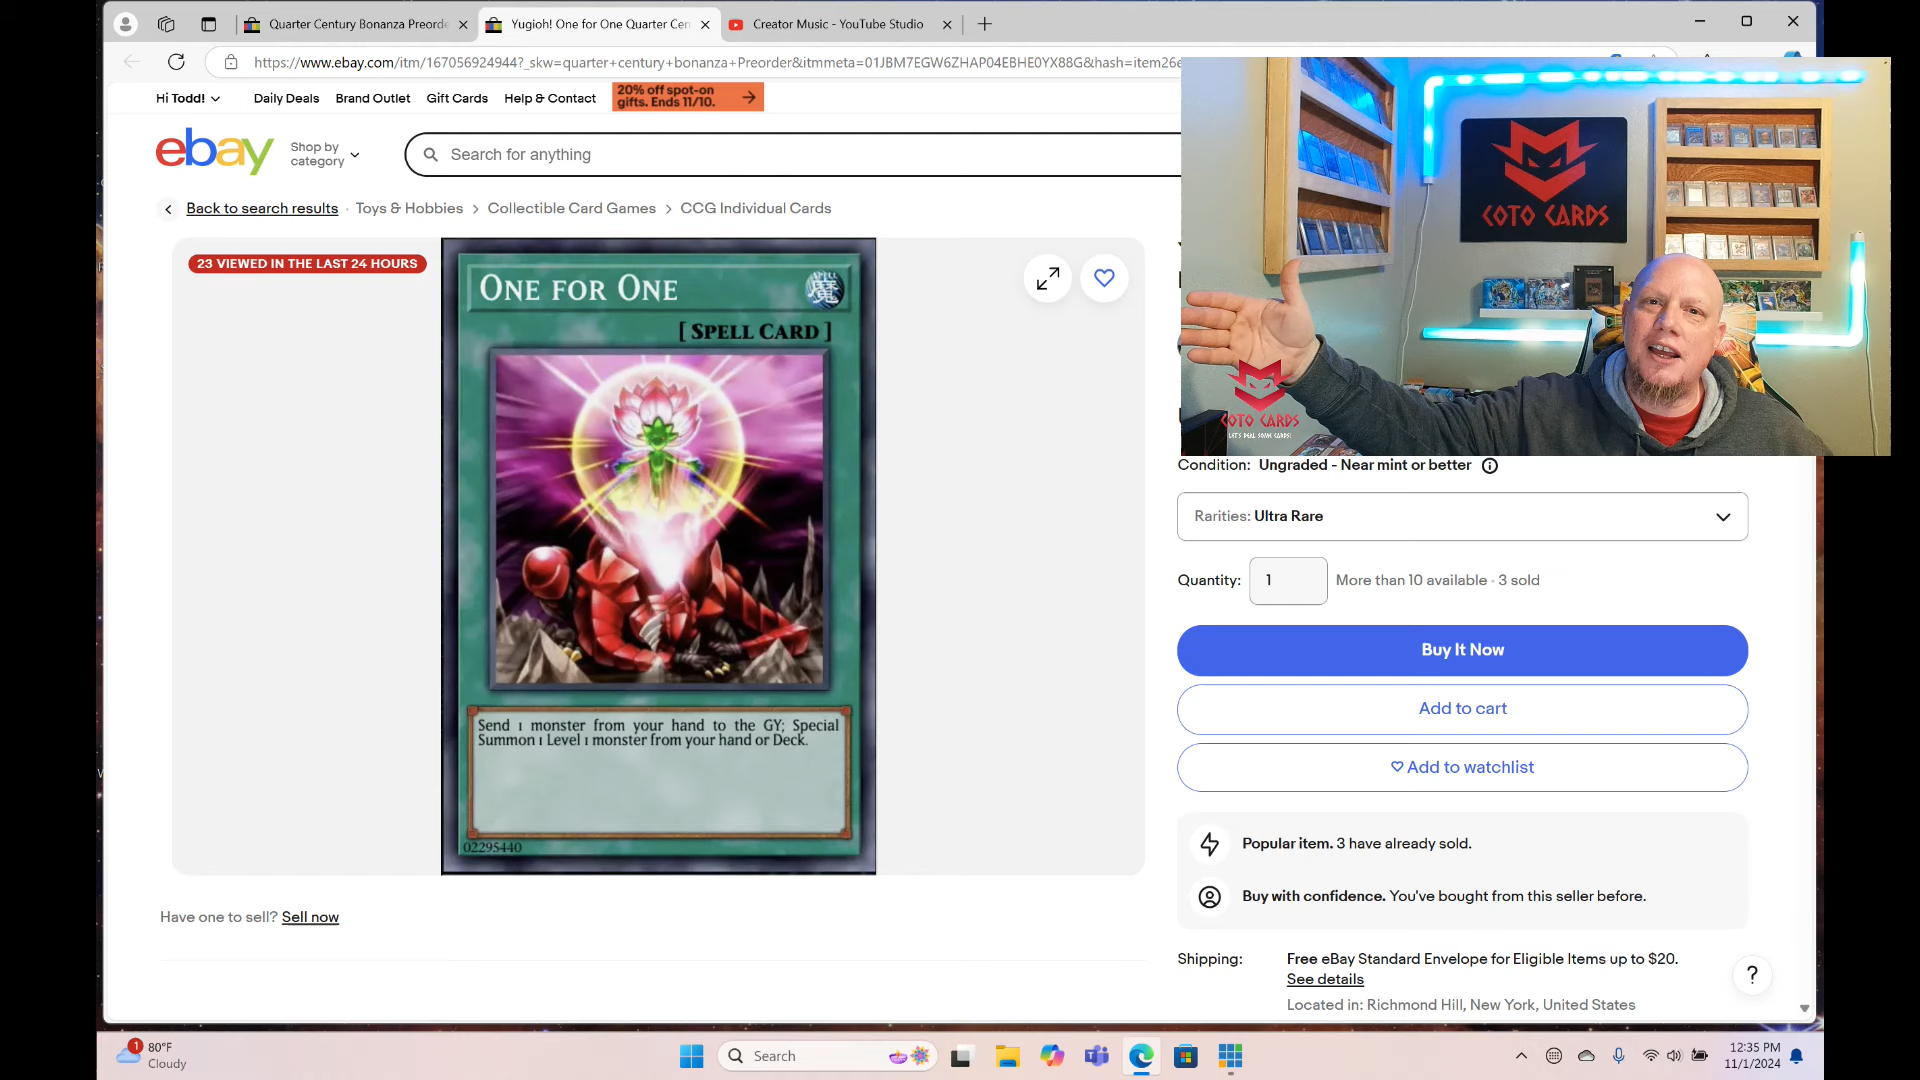 Quarter Century Bonanza Preorde
Yugioh! One for One Quarter Cen
Creator Music - YouTube Studio
https://www.ebay.com/itm/167056924944?_skw=quarter+century+bonanza+Preorder&itmmeta=01JBM7EGW6ZHAP04EBHE0YX88G&hash=item26e
Hi Todd!
Daily Deals
Brand Outlet
Gift Cards
Help & Contact
20% off spot-on
gifts. Ends 11/10.
ebay
Shop by
category
Search for anything
Back to search results
Toys & Hobbies
Collectible Card Games
CCG Individual Cards
23 VIEWED IN THE LAST 24 HOURS
ONE FOR ONE
SPELL
魔
[ SPELL CARD ]
Send 1 monster from your hand to the GY; Special
Summon 1 Level 1 monster from your hand or Deck.
02295440
COTO CARDS
COTO CARDS
LET'S DEAL SOME CARDS!
Condition: Ungraded - Near mint or better
Rarities: Ultra Rare
Quantity: 1 More than 10 available · 3 sold
Buy It Now
Add to cart
Add to watchlist
Popular item. 3 have already sold.
Buy with confidence. You've bought from this seller before.
Shipping: Free eBay Standard Envelope for Eligible Items up to $20.
See details
Located in: Richmond Hill, New York, United States
?
Have one to sell? Sell now
1
80°F
Cloudy
Search
12:35 PM
11/1/2024